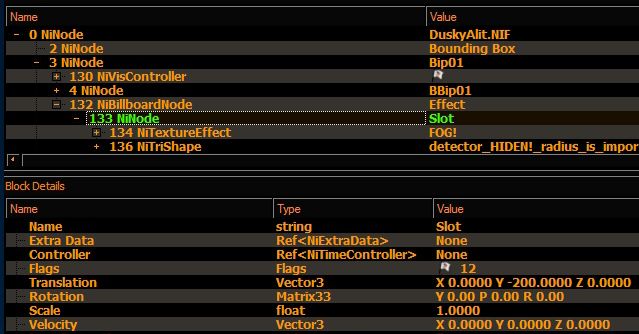 Name Value
0 NiNode DuskyAlit.NIF
2 NiNode Bounding Box
3 NiNode Bip01
130 NiVisController
4 NiNode BBip01
132 NiBillboardNode Effect
133 NiNode Slot
134 NiTextureEffect FOG!
136 NiTriShape detector_HIDEN!_radius_is_impor
Block Details
Name Type Value
Name string Slot
Extra Data Ref<NiExtraData> None
Controller Ref<NiTimeController> None
Flags Flags 12
Translation Vector3 X 0.0000 Y -200.0000 Z 0.0000
Rotation Matrix33 Y 0.00 P 0.00 R 0.00
Scale float 1.0000
Velocity Vector3 X 0.0000 Y 0.0000 Z 0.0000